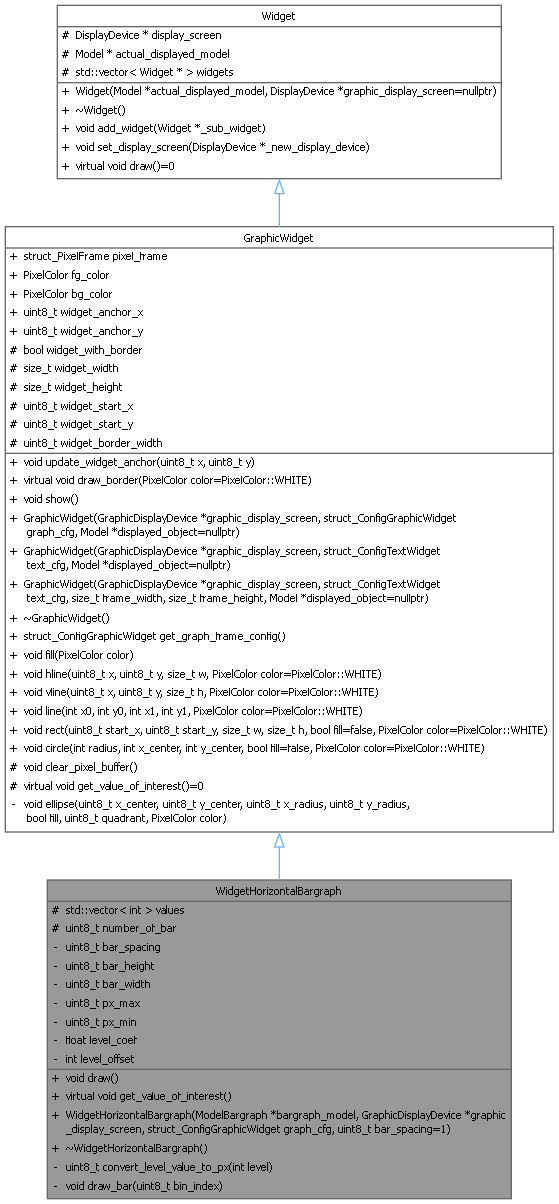 Widget
# DisplayDevice * display_screen
# Model * actual_displayed_model
# std::vector< Widget * > widgets
+ Widget(Model *actual_displayed_model, DisplayDevice *graphic_display_screen=nullptr)
+ ~Widget()
+ void add_widget(Widget *_sub_widget)
+ void set_display_screen(DisplayDevice *_new_display_device)
+ virtual void draw()=0
GraphicWidget
+ struct_PixelFrame pixel_frame
+ PixelColor fg_color
+ PixelColor bg_color
+ uint8_t widget_anchor_x
+ uint8_t widget_anchor_y
# bool widget_with_border
# size_t widget_width
# size_t widget_height
# uint8_t widget_start_x
# uint8_t widget_start_y
# uint8_t widget_border_width
+ void update_widget_anchor(uint8_t x, uint8_t y)
+ virtual void draw_border(PixelColor color=PixelColor::WHITE)
+ void show()
+ GraphicWidget(GraphicDisplayDevice *graphic_display_screen, struct_ConfigGraphicWidget
graph_cfg, Model *displayed_object=nullptr)
+ GraphicWidget(GraphicDisplayDevice *graphic_display_screen, struct_ConfigTextWidget
text_cfg, Model *displayed_object=nullptr)
+ GraphicWidget(GraphicDisplayDevice *graphic_display_screen, struct_ConfigTextWidget
text_cfg, size_t frame_width, size_t frame_height, Model *displayed_object=nullptr)
+ ~GraphicWidget()
+ struct_ConfigGraphicWidget get_graph_frame_config()
+ void fill(PixelColor color)
+ void hline(uint8_t x, uint8_t y, size_t w, PixelColor color=PixelColor::WHITE)
+ void vline(uint8_t x, uint8_t y, size_t h, PixelColor color=PixelColor::WHITE)
+ void line(int x0, int y0, int x1, int y1, PixelColor color=PixelColor::WHITE)
+ void rect(uint8_t start_x, uint8_t start_y, size_t w, size_t h, bool fill=false, PixelColor color=PixelColor::WHITE)
+ void circle(int radius, int x_center, int y_center, bool fill=false, PixelColor color=PixelColor::WHITE)
# void clear_pixel_buffer()
# virtual void get_value_of_interest()=0
- void ellipse(uint8_t x_center, uint8_t y_center, uint8_t x_radius, uint8_t y_radius,
bool fill, uint8_t quadrant, PixelColor color)
WidgetHorizontalBargraph
# std::vector< int > values
# uint8_t number_of_bar
- uint8_t bar_spacing
- uint8_t bar_height
- uint8_t bar_width
- uint8_t px_max
- uint8_t px_min
- float level_coef
- int level_offset
+ void draw()
+ virtual void get_value_of_interest()
+ WidgetHorizontalBargraph(ModelBargraph *bargraph_model, GraphicDisplayDevice *graphic
_display_screen, struct_ConfigGraphicWidget graph_cfg, uint8_t bar_spacing=1)
+ ~WidgetHorizontalBargraph()
- uint8_t convert_level_value_to_px(int level)
- void draw_bar(uint8_t bin_index)